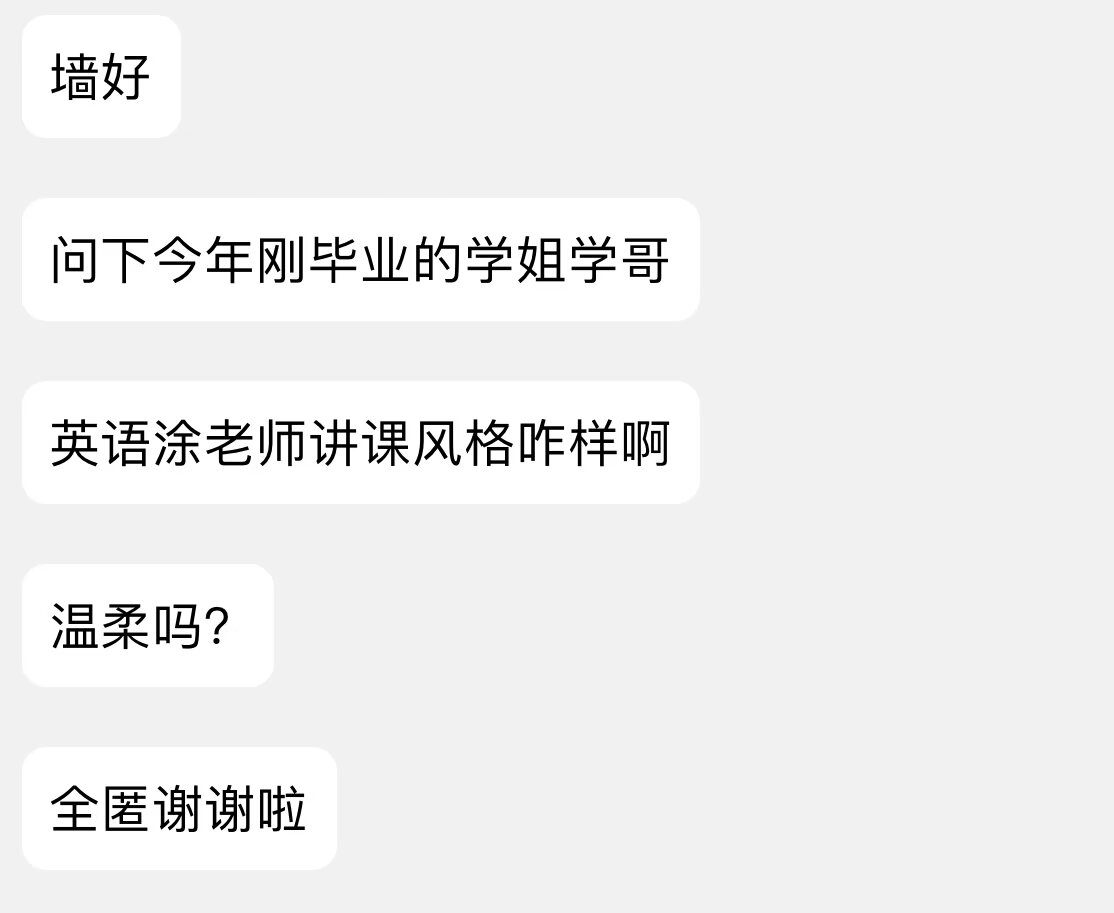 墙好
问下今年刚毕业的学姐学哥
英语涂老师讲课风格咋样啊
温柔吗？
全匿谢谢啦